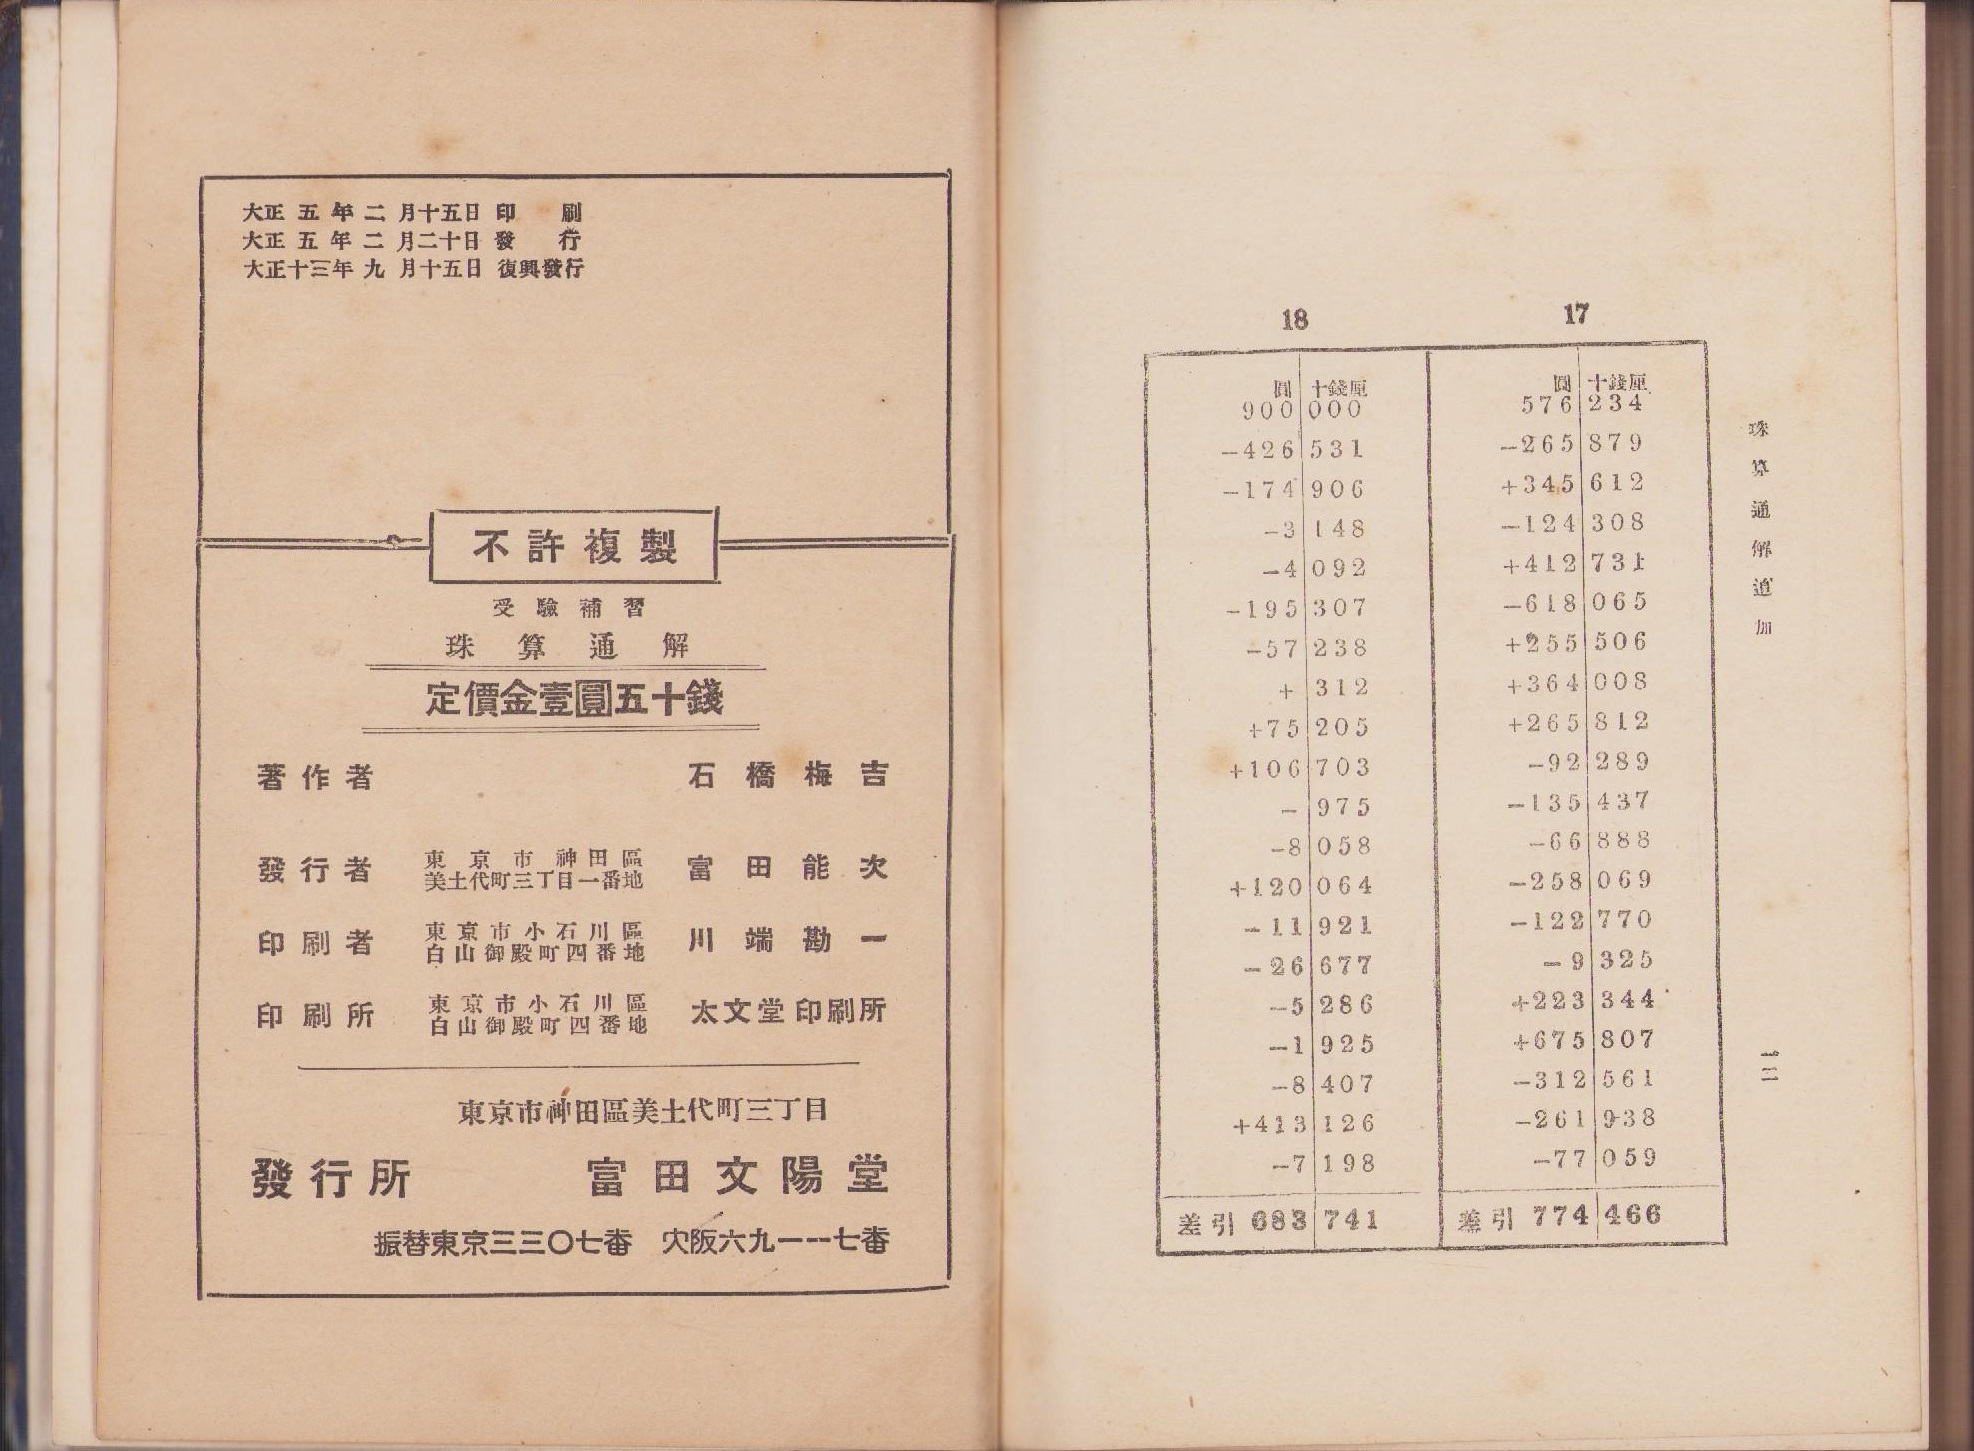 珠算通解追加
一二
17
圓 十錢厘
576 234
−265 879
+345 612
−124 308
+412 731
−618 065
+255 506
+364 008
+265 812
−92 289
−135 437
−66 888
−258 069
−122 770
−9 325
+223 344
+675 807
−312 561
−261 938
−77 059
差引 774 466
18
圓 十錢厘
900 000
−426 531
−174 906
−3 148
−4 092
−195 307
−57 238
+ 312
+75 205
+106 703
− 975
−8 058
+120 064
−11 921
−26 677
−5 286
−1 925
−8 407
+413 126
−7 198
差引 683 741
大正五年二月十五日印刷
大正五年二月二十日發行
大正十三年九月十五日復興發行
不許複製
受驗補習
珠算通解
定價金壹圓五十錢
著作者 石橋梅吉
發行者 東京市神田區美土代町三丁目一番地 富田能次
印刷者 東京市小石川區白山御殿町四番地 川端勘一
印刷所 東京市小石川區白山御殿町四番地 太文堂印刷所
東京市神田區美土代町三丁目
發行所 富田文陽堂
振替東京三三〇七番 大阪六九一一七番